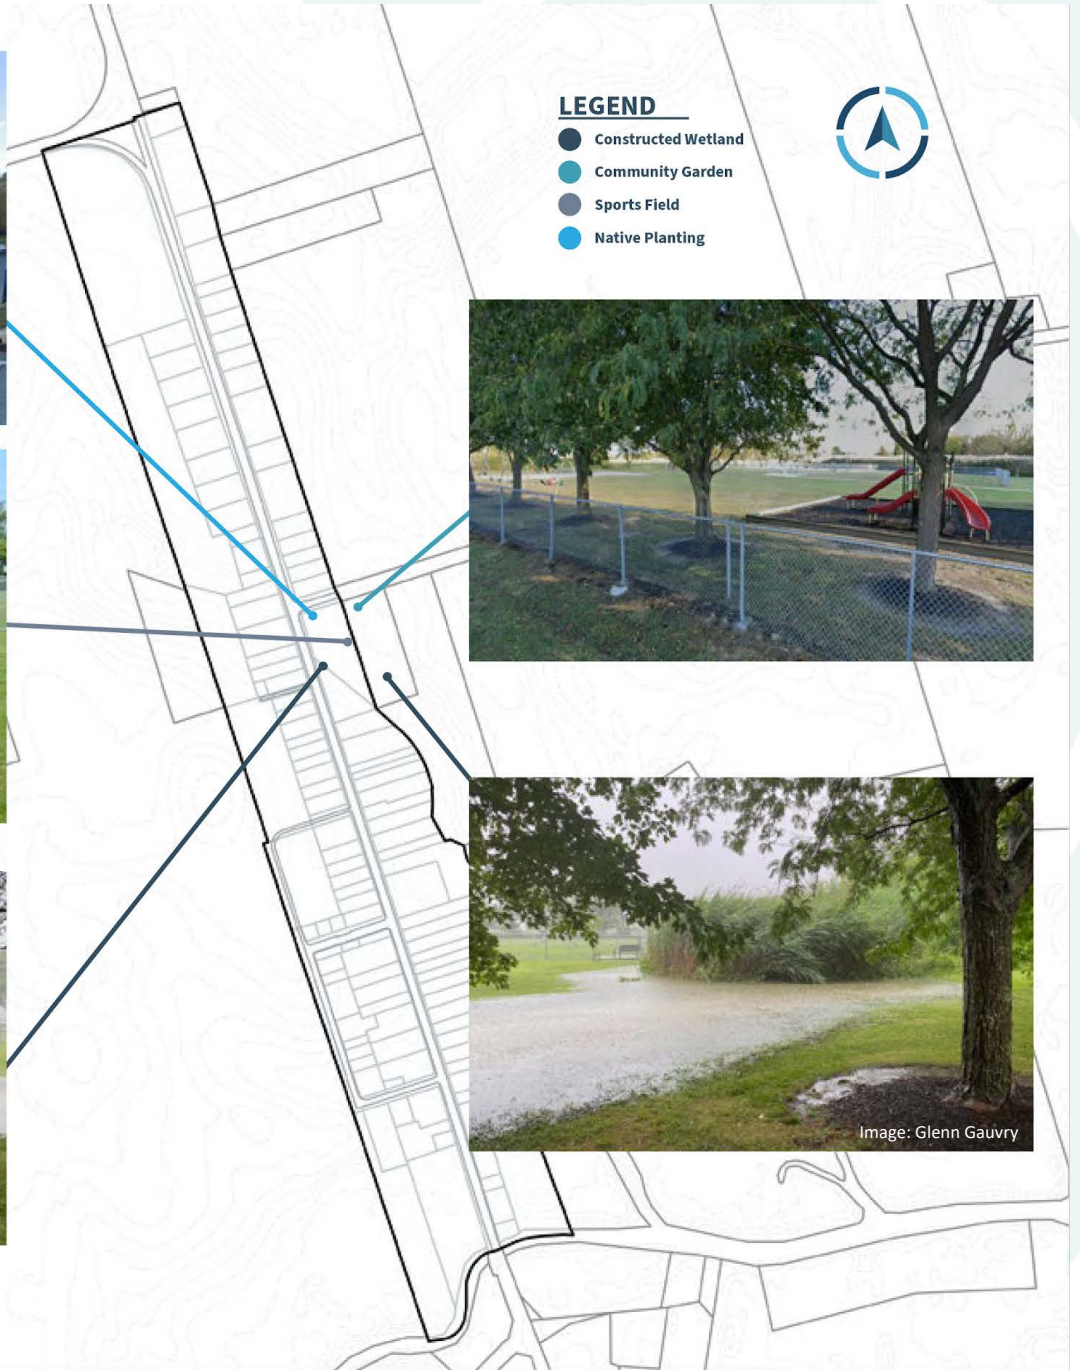 LEGEND
Constructed Wetland
Community Garden
Sports Field
Native Planting
Image: Glenn Gauvry